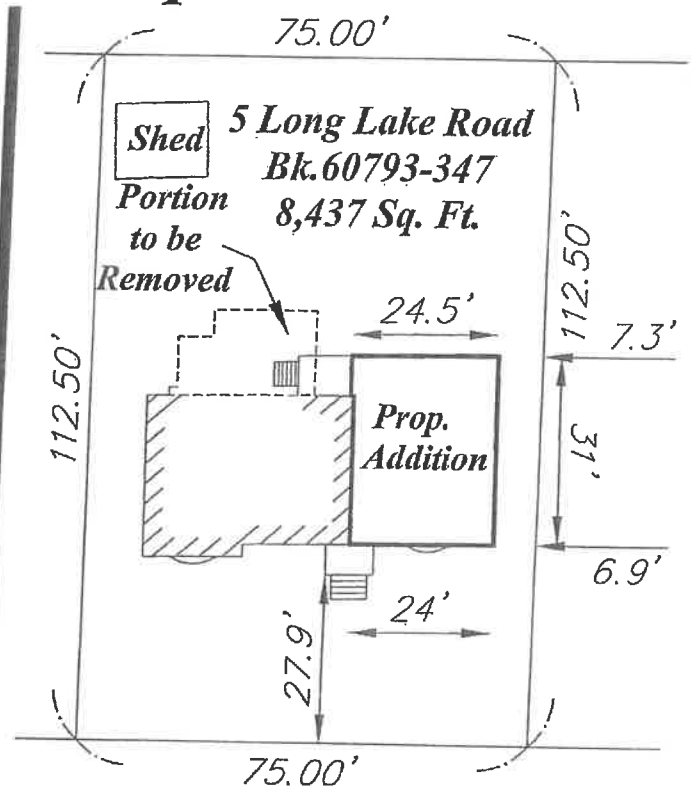 75.00'
Shed
5 Long Lake Road
Bk.60793-347
8,437 Sq. Ft.
Portion
to be
Removed
112.50'
24.5'
7.3'
112.50'
Prop.
Addition
31'
6.9'
24'
27.9'
75.00'